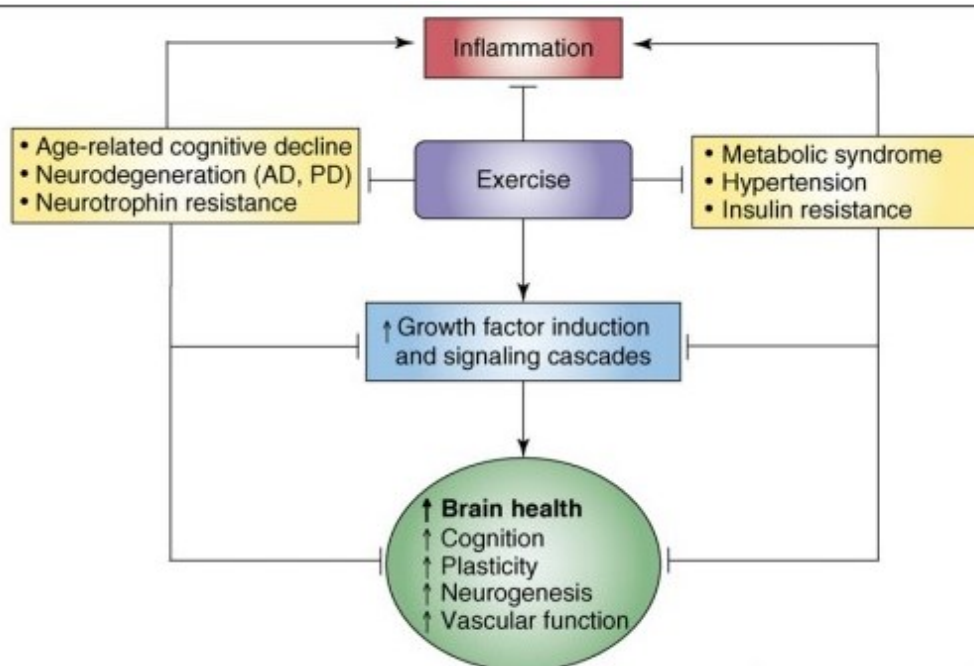 Inflammation
• Age-related cognitive decline
• Neurodegeneration (AD, PD)
• Neurotrophin resistance
Exercise
• Metabolic syndrome
• Hypertension
• Insulin resistance
↑ Growth factor induction
and signaling cascades
↑ Brain health
↑ Cognition
↑ Plasticity
↑ Neurogenesis
↑ Vascular function